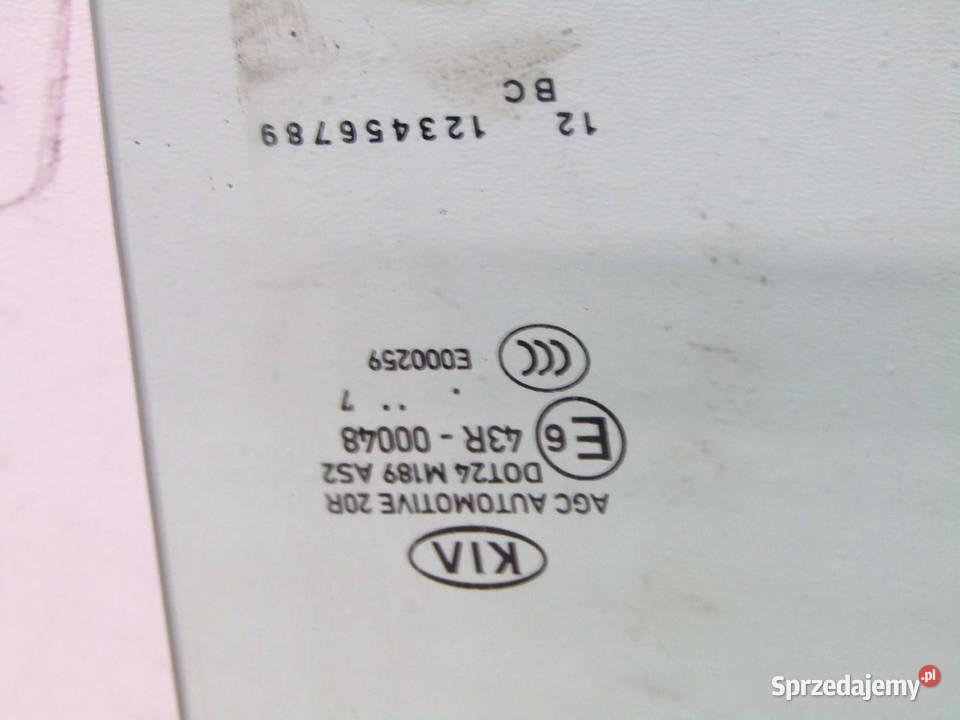 KIA
AGC AUTOMOTIVE 20R
DOT24 M189 AS2
E6 43R - 00048
.. 7
.
CCC E000259
12 123456789
BC
Sprzedajemy.pl